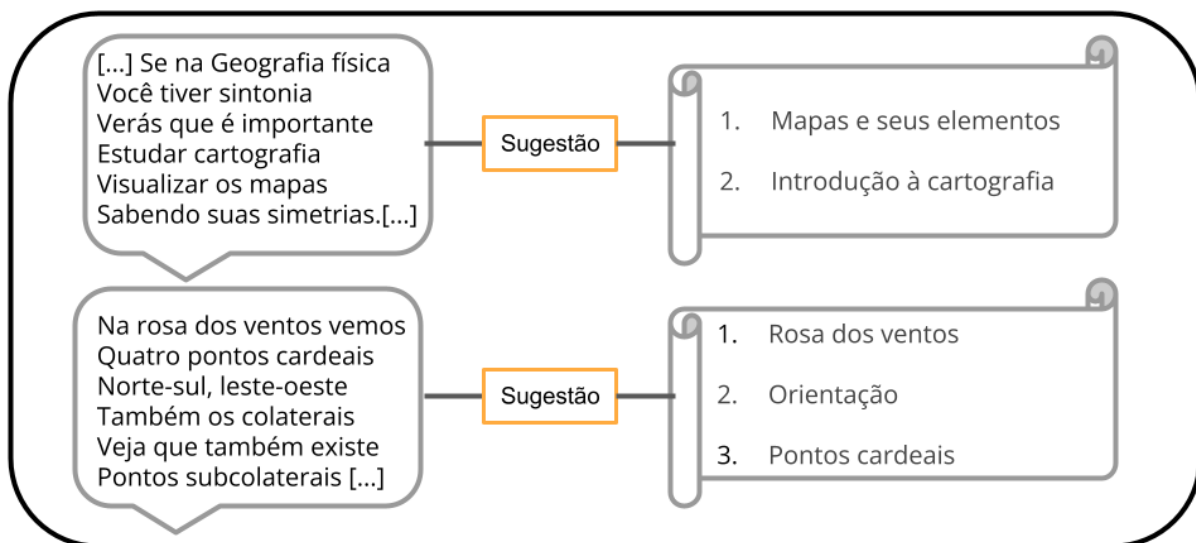 [...] Se na Geografia física
Você tiver sintonia
Verás que é importante
Estudar cartografia
Visualizar os mapas
Sabendo suas simetrias.[...]
Sugestão
1. Mapas e seus elementos
2. Introdução à cartografia
Na rosa dos ventos vemos
Quatro pontos cardeais
Norte-sul, leste-oeste
Também os colaterais
Veja que também existe
Pontos subcolaterais [...]
Sugestão
1. Rosa dos ventos
2. Orientação
3. Pontos cardeais